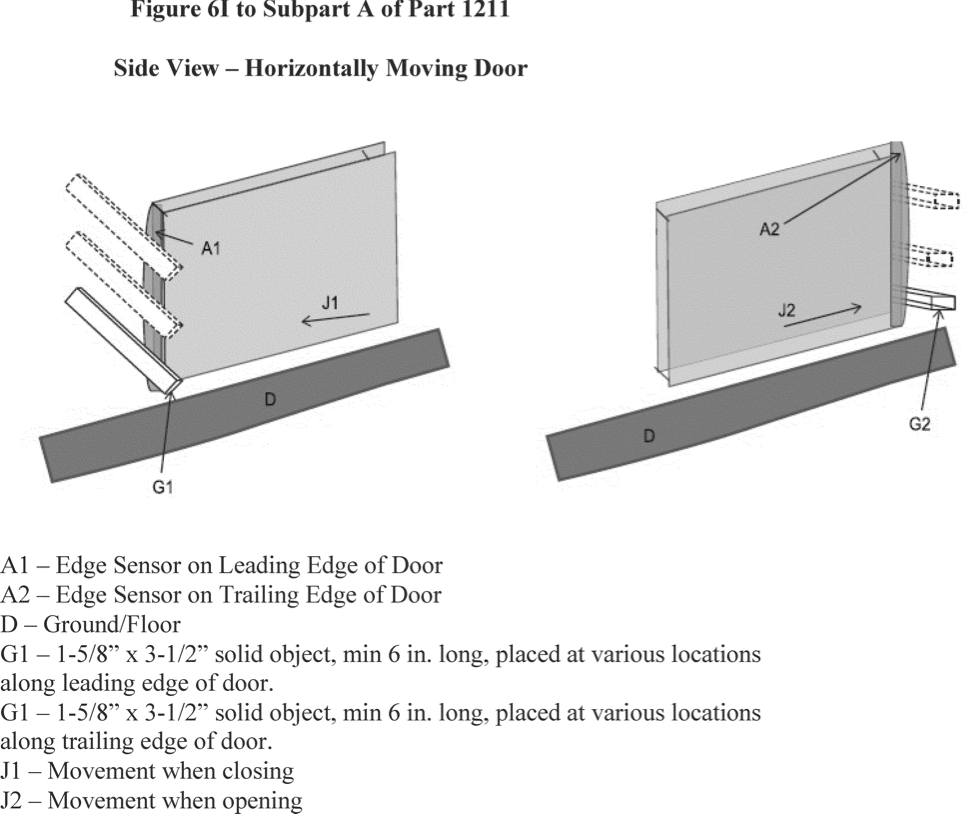 Figure 6I to Subpart A of Part 1211
Side View – Horizontally Moving Door
A1
J1
D
G1
A2
J2
D
G2
A1 – Edge Sensor on Leading Edge of Door
A2 – Edge Sensor on Trailing Edge of Door
D – Ground/Floor
G1 – 1-5/8” x 3-1/2” solid object, min 6 in. long, placed at various locations
along leading edge of door.
G1 – 1-5/8” x 3-1/2” solid object, min 6 in. long, placed at various locations
along trailing edge of door.
J1 – Movement when closing
J2 – Movement when opening